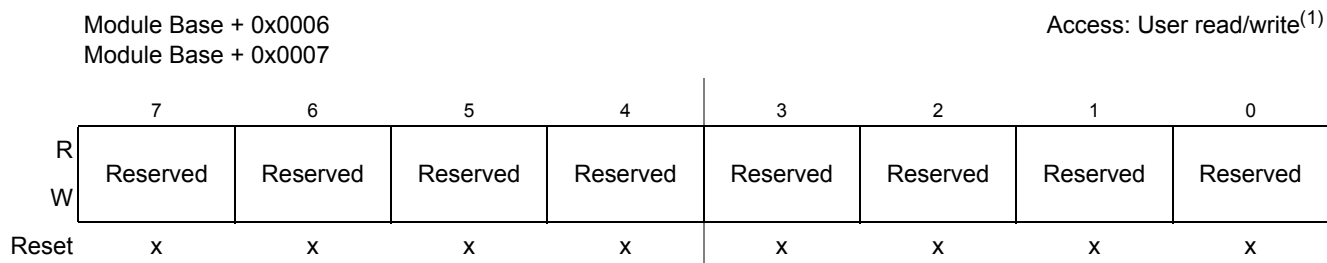 Module Base + 0x0006 Access: User read/write(1)
Module Base + 0x0007
7 6 5 4 3 2 1 0
R
Reserved Reserved Reserved Reserved Reserved Reserved Reserved Reserved
W
Reset x x x x x x x x